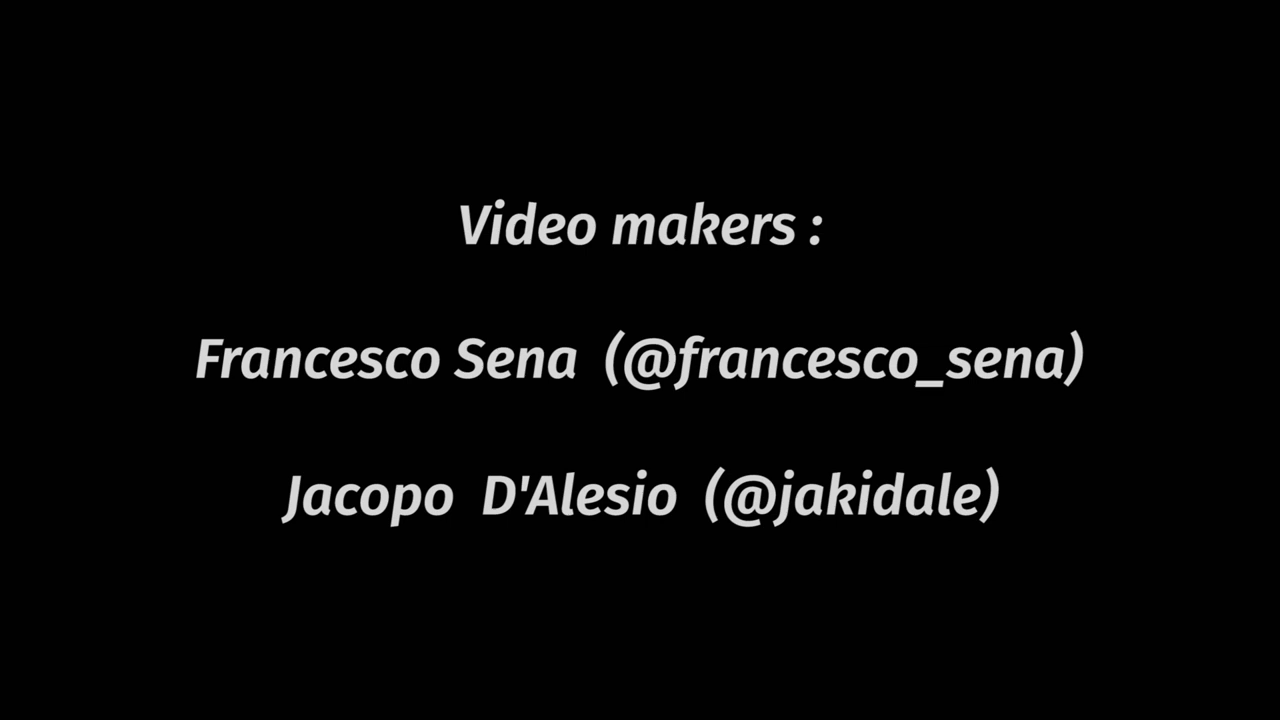 Video makers :
Francesco Sena (@francesco_sena)
Jacopo D'Alesio (@jakidale)